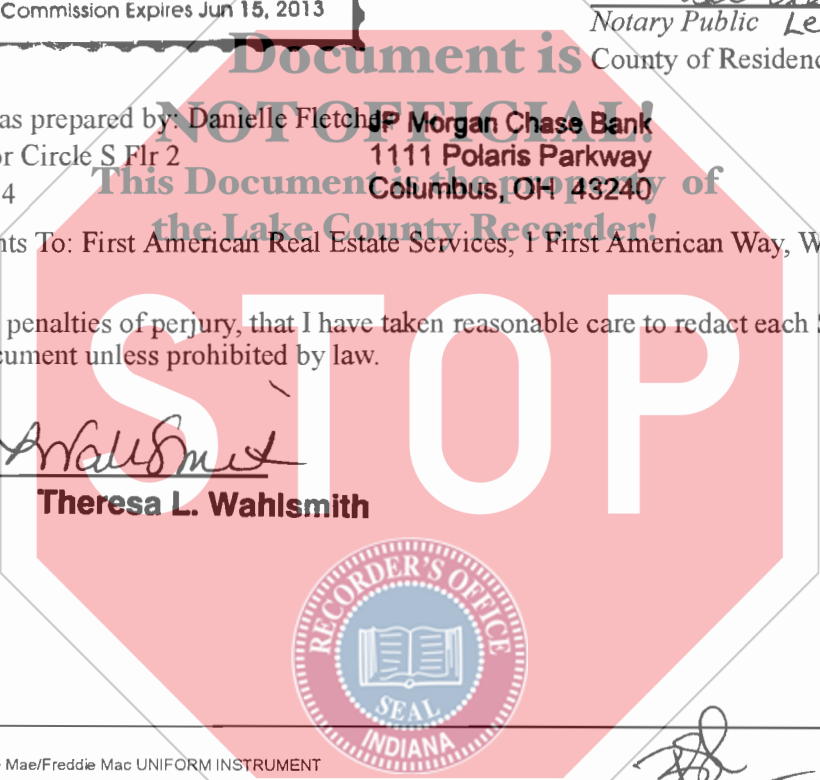 Commission Expires Jun 15, 2013
Notary Public Le
County of Residenc
Document is
NOT OFFICIAL!
This Document is the property of
the Lake County Recorder!
as prepared by: Danielle Fletcher
or Circle S Flr 2
4
JP Morgan Chase Bank
1111 Polaris Parkway
Columbus, OH 43240
nts To: First American Real Estate Services, 1 First American Way, W
penalties of perjury, that I have taken reasonable care to redact each S
cument unless prohibited by law.
STOP
Theresa L. Wahlsmith
RECORDER'S OFFICE
SEAL
INDIANA
Mae/Freddie Mac UNIFORM INSTRUMENT